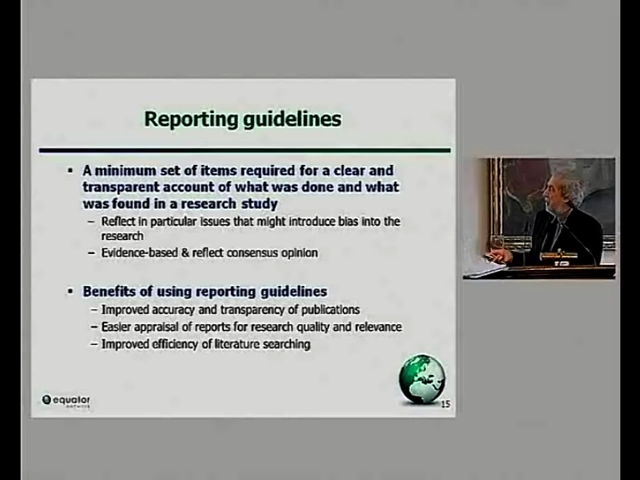 Reporting guidelines
▪ A minimum set of items required for a clear and
transparent account of what was done and what
was found in a research study
– Reflect in particular issues that might introduce bias into the
research
– Evidence-based & reflect consensus opinion
▪ Benefits of using reporting guidelines
– Improved accuracy and transparency of publications
– Easier appraisal of reports for research quality and relevance
– Improved efficiency of literature searching
equator
network
15